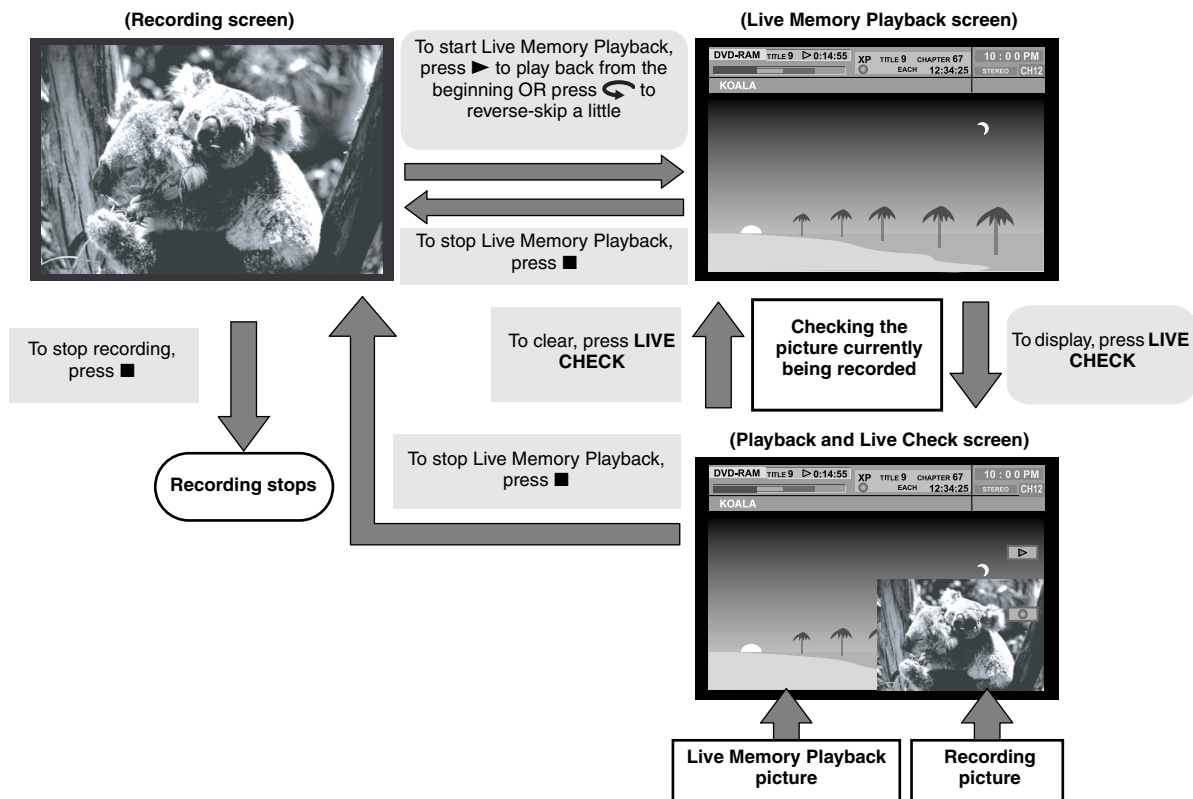 (Recording screen)
To start Live Memory Playback,
press ► to play back from the
beginning OR press to
reverse-skip a little
(Live Memory Playback screen)
DVD-RAM TITLE 9 ▷ 0:14:55
XP TITLE 9 CHAPTER 67
EACH 12:34:25
10 : 0 0 PM
STEREO CH12
KOALA
To stop Live Memory Playback,
press ■
To stop recording,
press ■
Recording stops
To clear, press LIVE
CHECK
Checking the
picture currently
being recorded
To display, press LIVE
CHECK
To stop Live Memory Playback,
press ■
(Playback and Live Check screen)
DVD-RAM TITLE 9 ▷ 0:14:55
XP TITLE 9 CHAPTER 67
EACH 12:34:25
10 : 0 0 PM
STEREO CH12
KOALA
Live Memory Playback
picture
Recording
picture